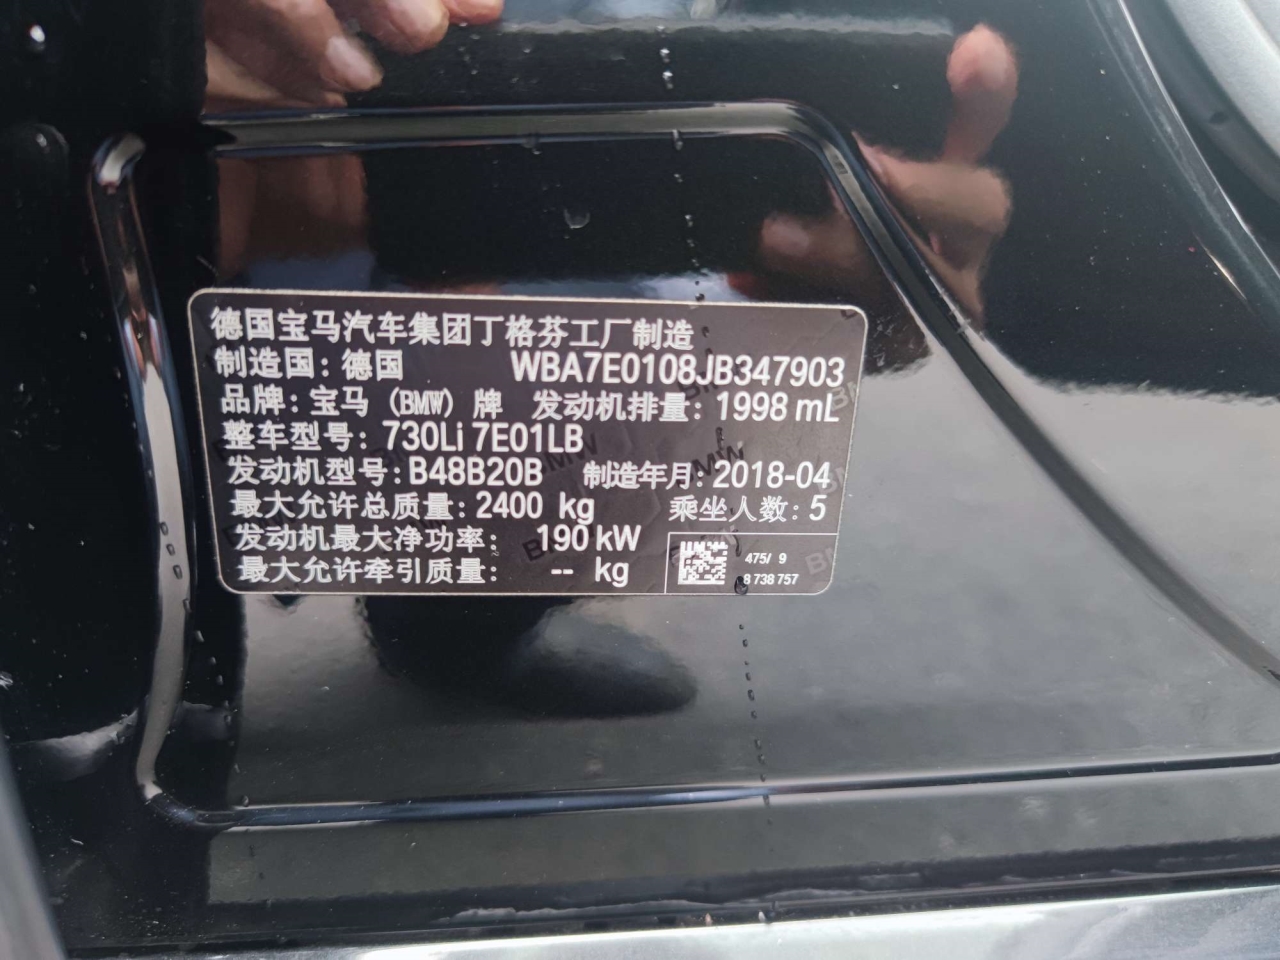 德国宝马汽车集团丁格芬工厂制造
制造国：德国 WBA7E0108JB347903
品牌：宝马 (BMW) 牌 发动机排量：1998 mL
整车型号：730Li 7E01LB
发动机型号：B48B20B 制造年月：2018-04
最大允许总质量：2400 kg 乘坐人数：5
发动机最大净功率： 190 kW
最大允许牵引质量： -- kg
475/ 9
8 738 757